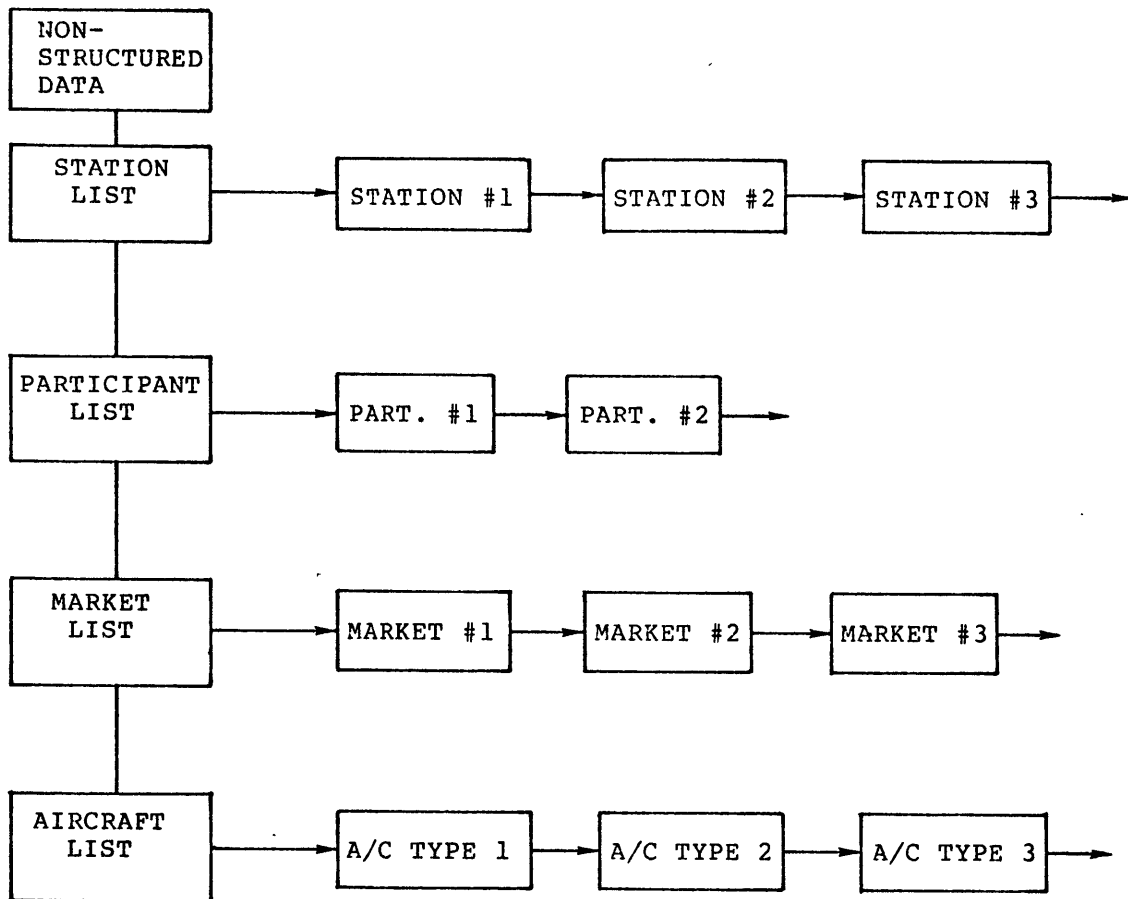 NON-
STRUCTURED
DATA
STATION
LIST
STATION #1
STATION #2
STATION #3
PARTICIPANT
LIST
PART. #1
PART. #2
MARKET
LIST
MARKET #1
MARKET #2
MARKET #3
AIRCRAFT
LIST
A/C TYPE 1
A/C TYPE 2
A/C TYPE 3